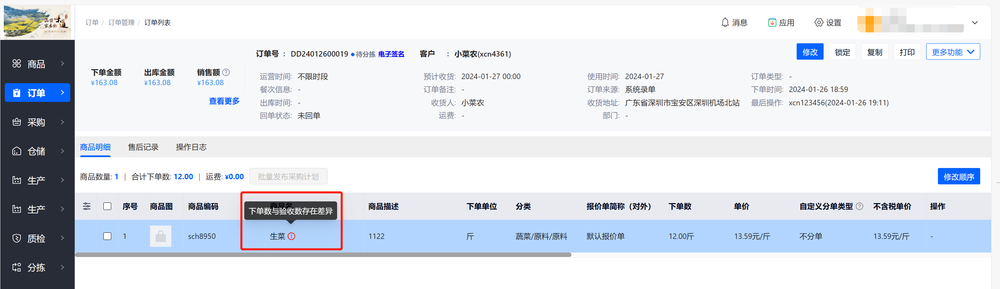 品尝 味道
家乡的
订单 / 订单管理 / 订单列表
消息
应用
设置
商品
订单
采购
仓储
生产
生产
质检
分拣
下单金额
¥163.08
出库金额
¥163.08
销售额
¥163.08
查看更多
订单号 ： DD24012600019 待分拣 电子签名 客户 ： 小菜农(xcn4361)
修改
锁定
复制
打印
更多功能
运营时间: 不限时段 预计收货: 2024-01-27 00:00 使用时间: 2024-01-27 订单类型: -
餐次信息: - 订单备注: - 订单来源: 系统录单 下单时间: 2024-01-26 18:59
出库时间: - 收货人: 小菜农 收货地址: 广东省深圳市宝安区深圳机场北站 最后操作: xcn123456(2024-01-26 19:11)
回单状态: 未回单 运费: - 部门: -
商品明细 售后记录 操作日志
商品数量: 1 | 合计下单数: 12.00 | 运费: ¥0.00 批量发布采购计划
修改顺序
序号 商品图 商品编码 商品名 商品描述 下单单位 分类 报价单简称（对外） 下单数 单价 自定义分单类型 不含税单价 操作
下单数与验收数存在差异
1 sch8950 生菜 1122 斤 蔬菜/原料/原料 默认报价单 12.00斤 13.59元/斤 不分单 13.59元/斤 -